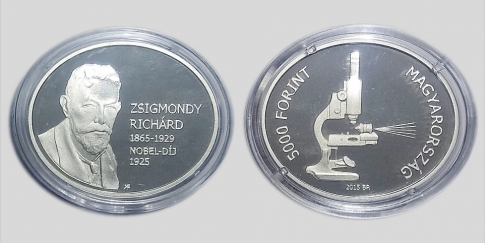 ZSIGMONDY
RICHÁRD
1865-1929
NOBEL-DÍJ
1925
5000 FORINT
MAGYARORSZÁG
2015 BP.